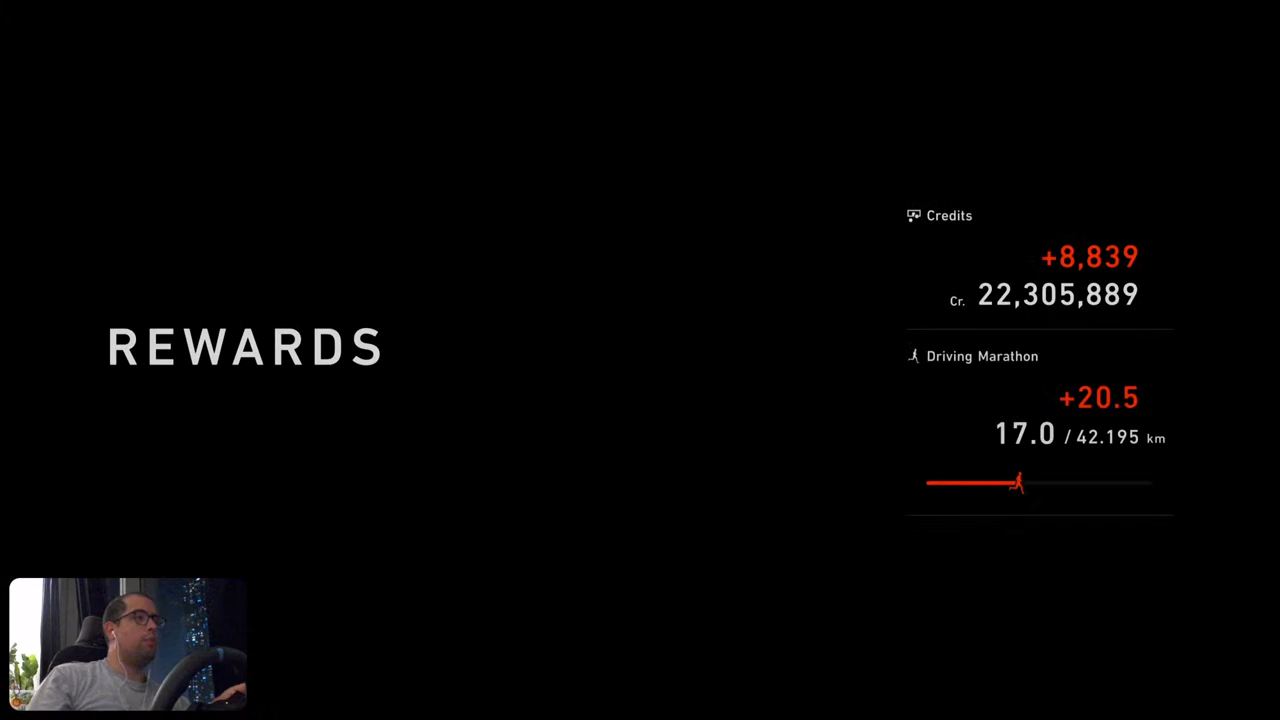 REWARDS
Credits
+8,839
Cr. 22,305,889
Driving Marathon
+20.5
17.0 / 42.195 km